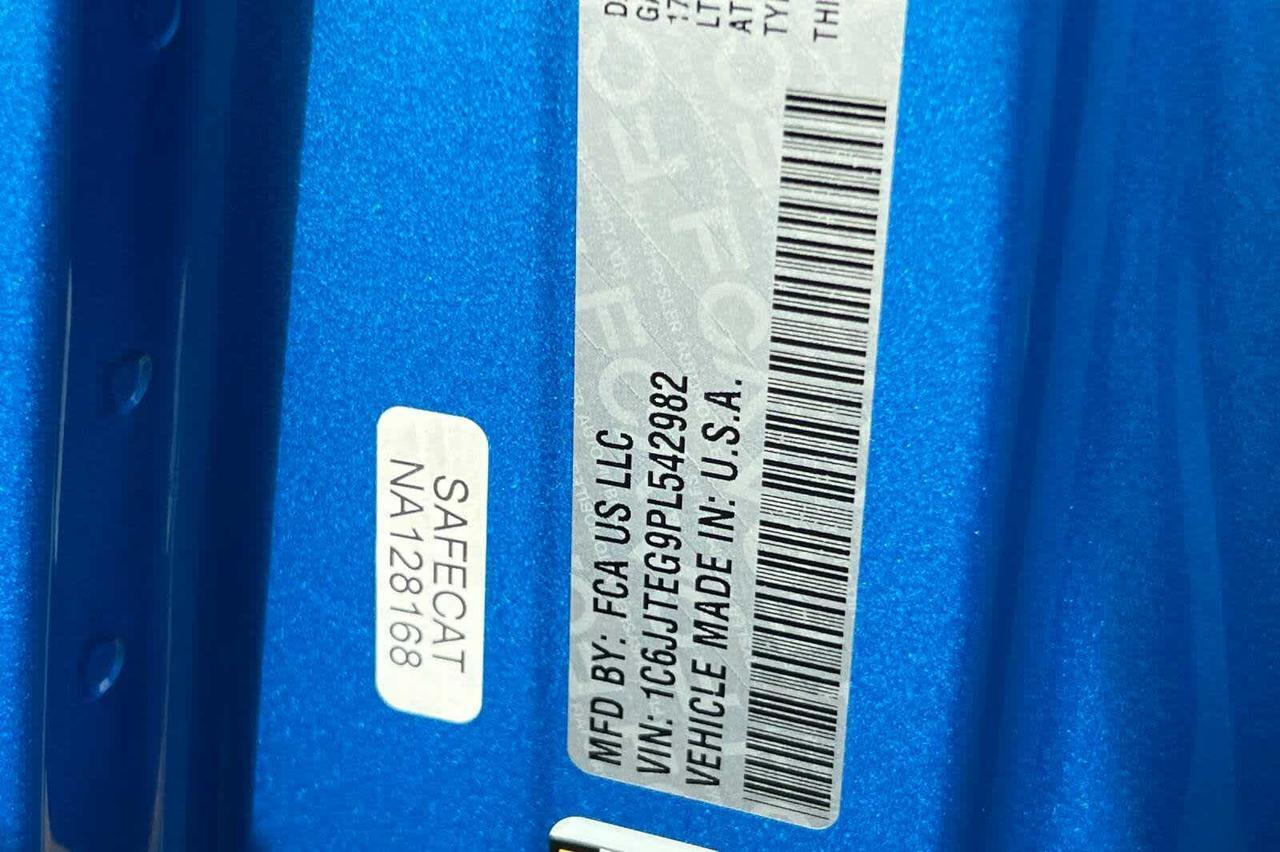 SAFECAT
NA128168
MFD BY: FCA US LLC
VIN: 1C6JJTEG9PL542982
VEHICLE MADE IN: U.S.A.